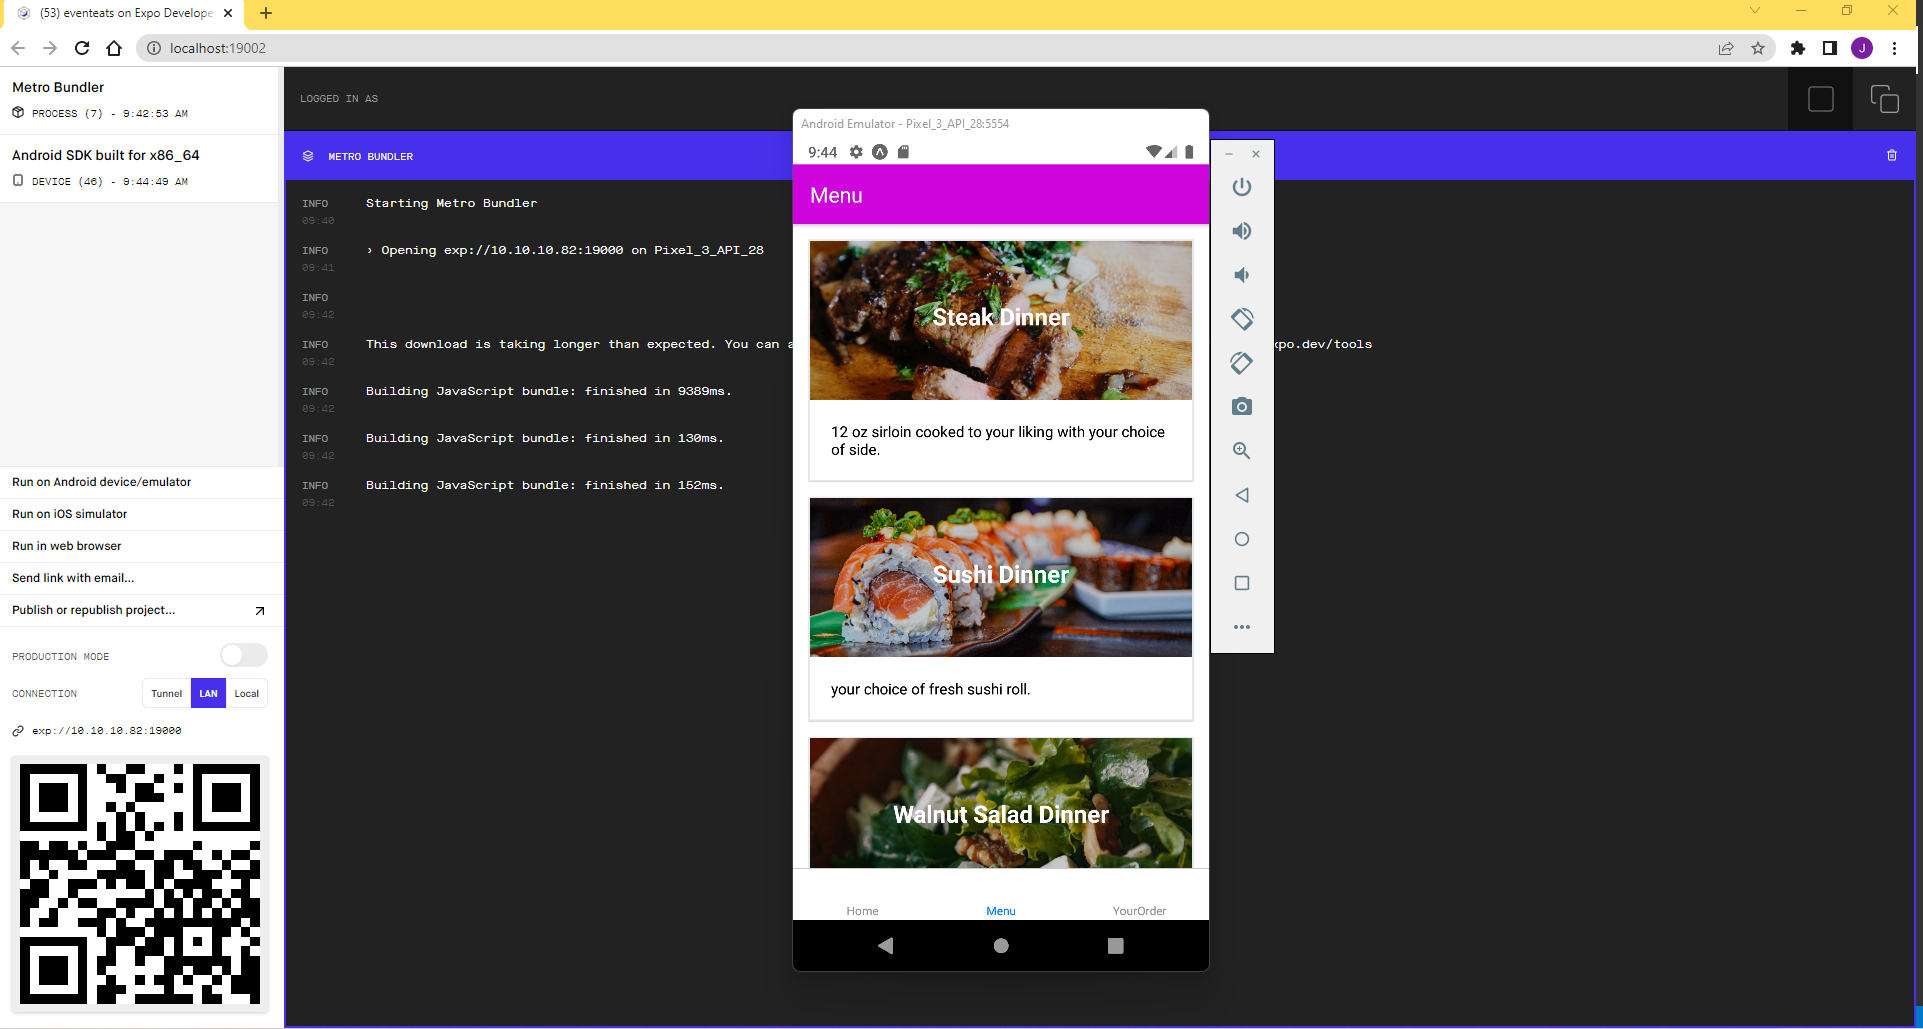 (53) eventeats on Expo Develope
localhost:19002
J
Metro Bundler
PROCESS (7) - 9:42:53 AM
Android SDK built for x86_64
DEVICE (46) - 9:44:49 AM
Run on Android device/emulator
Run on iOS simulator
Run in web browser
Send link with email...
Publish or republish project...
PRODUCTION MODE
CONNECTION
Tunnel LAN Local
exp://10.10.10.82:19000
LOGGED IN AS
METRO BUNDLER
INFO Starting Metro Bundler
09:40
INFO › Opening exp://10.10.10.82:19000 on Pixel_3_API_28
09:41
INFO
09:42
INFO This download is taking longer than expected. You can a
xpo.dev/tools
09:42
INFO Building JavaScript bundle: finished in 9389ms.
09:42
INFO Building JavaScript bundle: finished in 130ms.
09:42
INFO Building JavaScript bundle: finished in 152ms.
09:42
Android Emulator - Pixel_3_API_28:5554
9:44
Menu
Steak Dinner
12 oz sirloin cooked to your liking with your choice
of side.
Sushi Dinner
your choice of fresh sushi roll.
Walnut Salad Dinner
Home Menu YourOrder